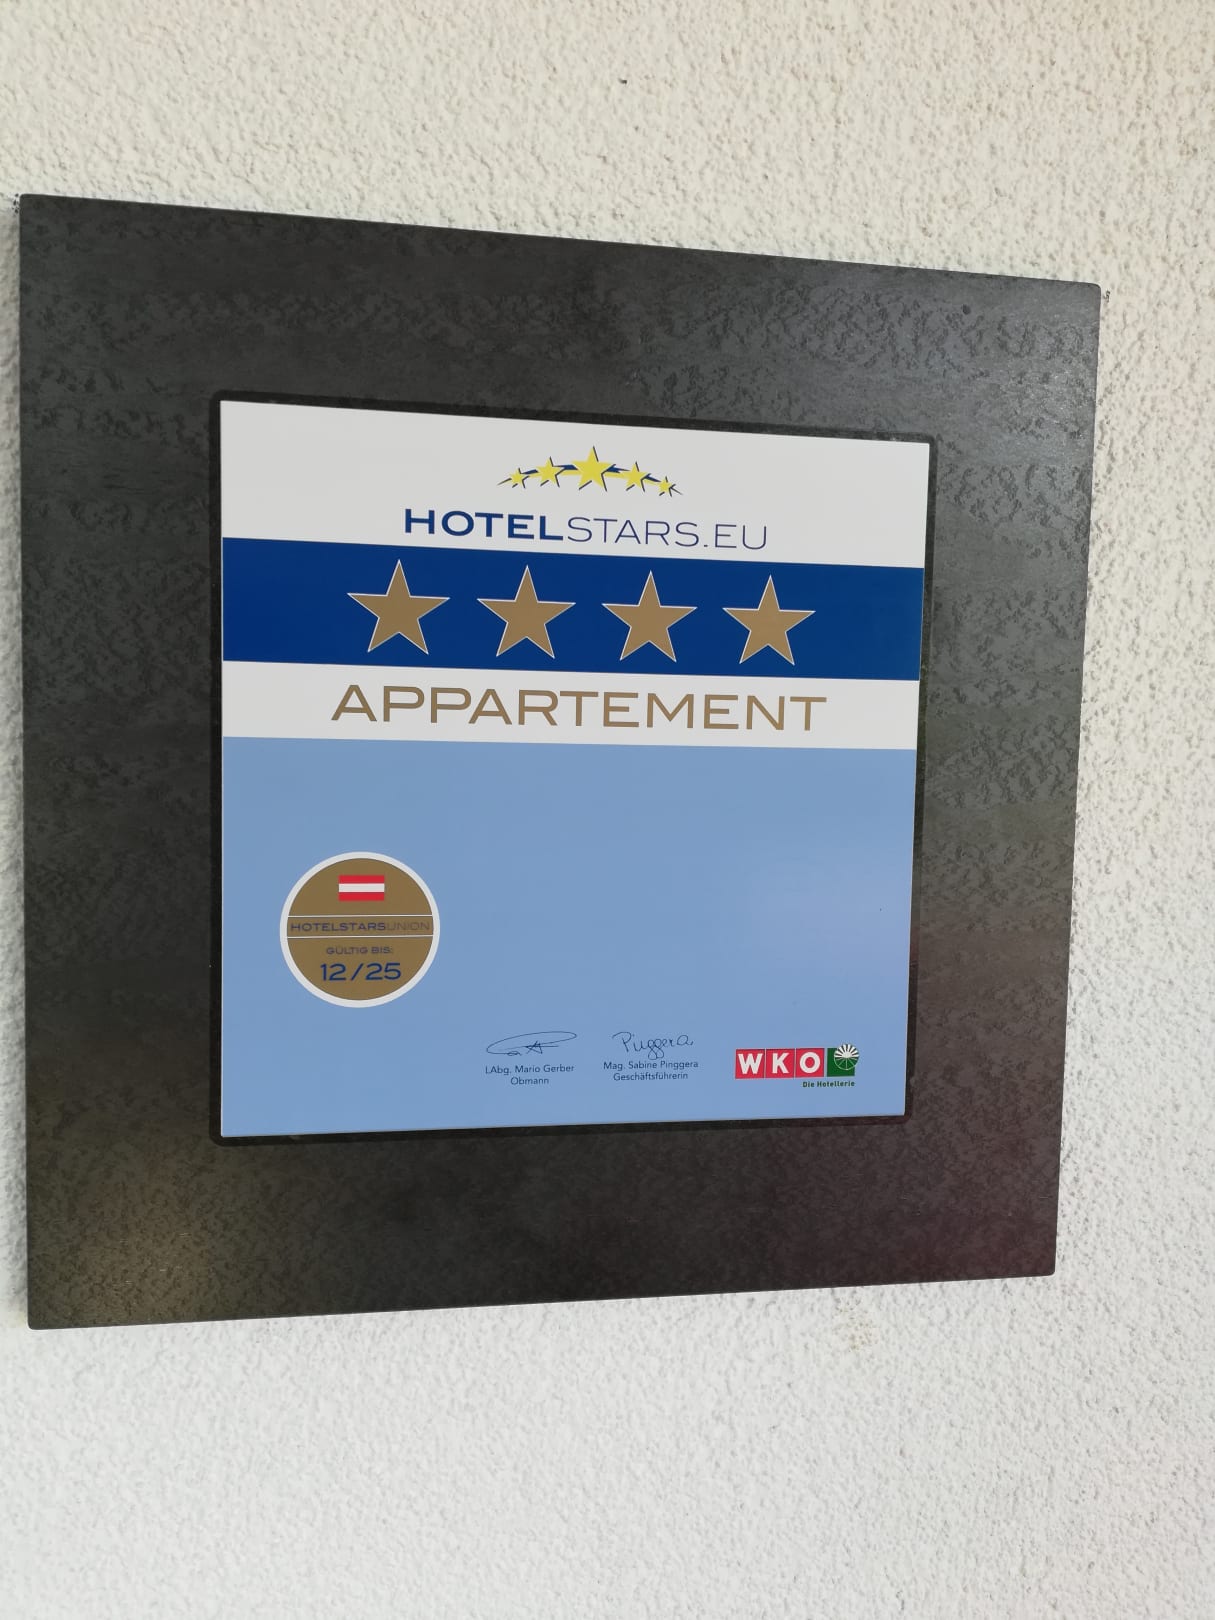 HOTELSTARS.EU
APPARTEMENT
HOTELSTARSUNION
GÜLTIG BIS:
12/25
Pinggera
LAbg. Mario Gerber
Obmann
Mag. Sabine Pinggera
Geschäftsführerin
WKO
Die Hotellerie